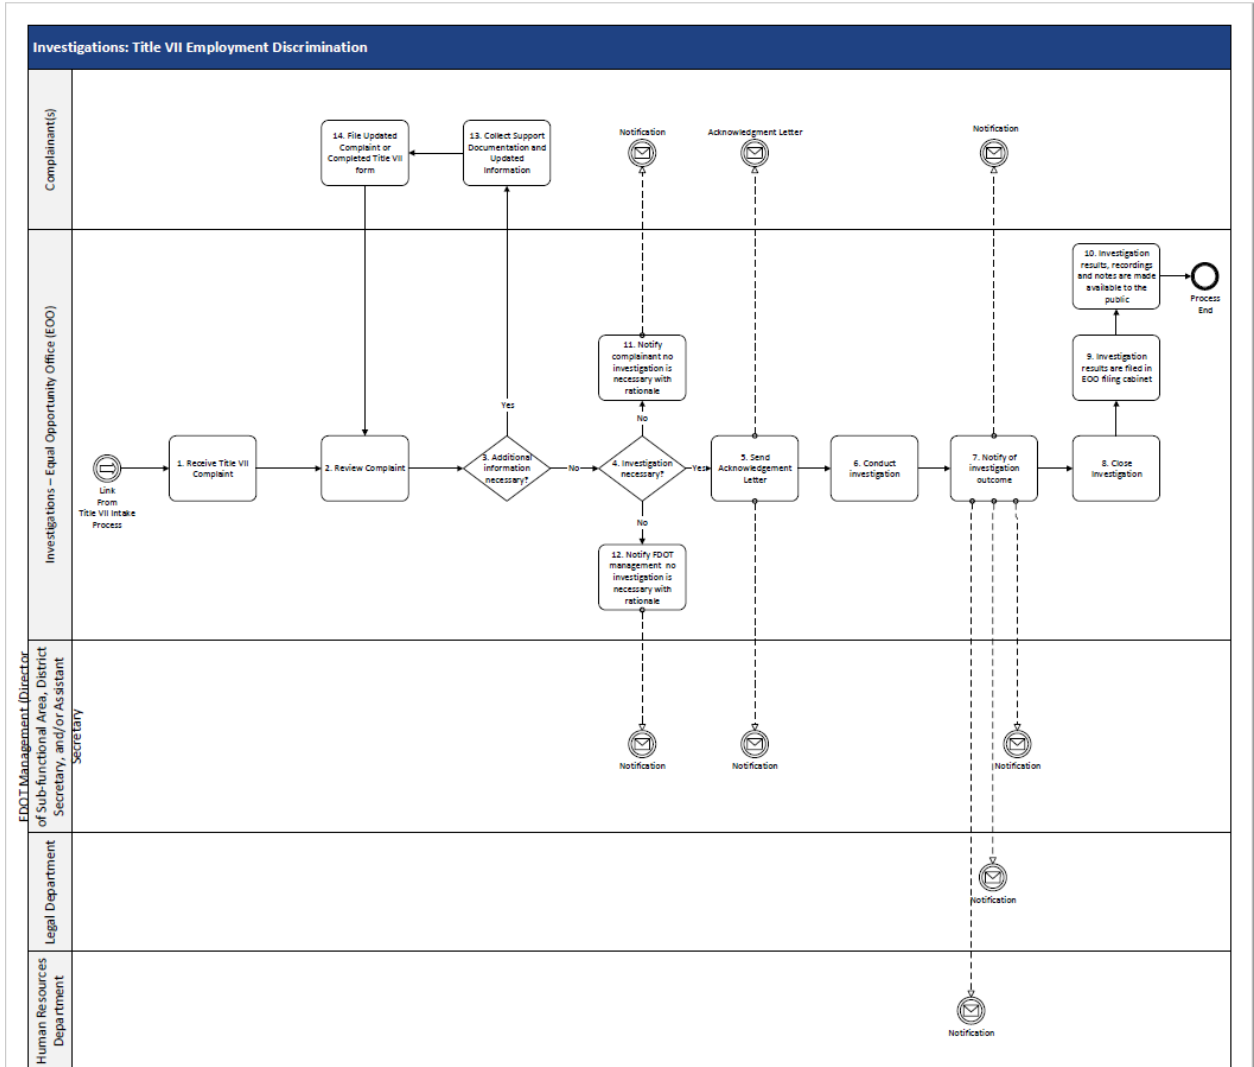 Investigations: Title VII Employment Discrimination
Complainant(s)
14. File Updated
Complaint or
Completed Title VII
form
13. Collect Support
Documentation and
Updated
Information
Notification
Acknowledgment Letter
Notification
Investigations – Equal Opportunity Office (EOO)
10. Investigation
results, recordings
and notes are made
available to the
public
Process
End
11. Notify
complainant no
investigation is
necessary with
rationale
9. Investigation
results are filed in
EOO filing cabinet
Yes
No
Link
From
Title VII Intake
Process
1. Receive Title VII
Complaint
2. Review Complaint
3. Additional
information
necessary?
No
4. Investigation
necessary?
Yes
5. Send
Acknowledgement
Letter
6. Conduct
investigation
7. Notify of
investigation
outcome
8. Close
Investigation
No
12. Notify FDOT
management no
investigation is
necessary with
rationale
FDOT Management (Director
of Sub-functional Area, District
Secretary, and/or Assistant
Secretary
Notification
Notification
Notification
Legal Department
Notification
Human Resources
Department
Notification